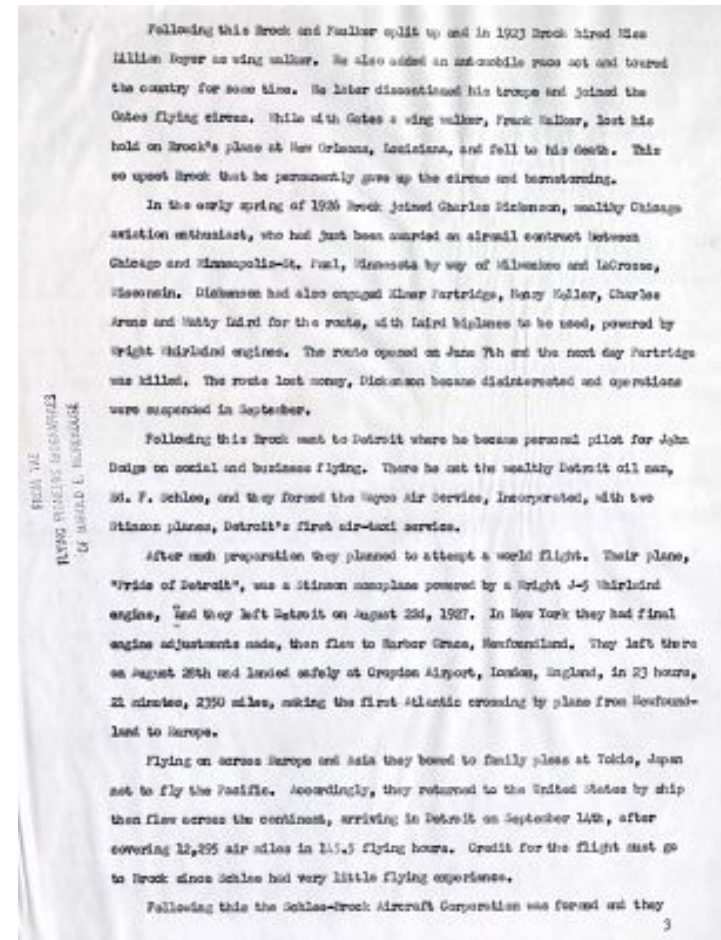 Following this Brock and Faulker split up and in 1923 Brock hired Miss
Lillian Boyer as wing walker. He also added an automobile race act and toured
the country for some time. He later discontinued his troupe and joined the
Gates flying circus. While with Gates a wing walker, Frank Walker, lost his
hold on Brock's plane at New Orleans, Louisiana, and fell to his death. This
so upset Brock that he permanently gave up the circus and barnstorming.
In the early spring of 1926 Brock joined Charles Dickenson, wealthy Chicago
aviation enthusiast, who had just been awarded an airmail contract between
Chicago and Minneapolis-St. Paul, Minnesota by way of Milwaukee and LaCrosse,
Wisconsin. Dickenson had also engaged Elmer Partridge, Henry Keller, Charles
Arens and Matty Laird for the route, with Laird biplanes to be used, powered by
Wright Whirlwind engines. The route opened on June 7th and the next day Partridge
was killed. The route lost money, Dickenson became disinterested and operations
were suspended in September.
Following this Brock went to Detroit where he became personal pilot for John
Dodge on social and business flying. There he met the wealthy Detroit oil man,
Ed. F. Schlee, and they formed the Wayco Air Service, Incorporated, with two
Stinson planes, Detroit's first air-taxi service.
After much preparation they planned to attempt a world flight. Their plane,
"Pride of Detroit", was a Stinson monoplane powered by a Wright J-5 Whirlwind
engine, and they left Detroit on August 22d, 1927. In New York they had final
engine adjustments made, then flew to Harbor Grace, Newfoundland. They left there
on August 28th and landed safely at Croydon Airport, London, England, in 23 hours,
21 minutes, 2350 miles, making the first Atlantic crossing by plane from Newfound-
land to Europe.
Flying on across Europe and Asia they bowed to family pleas at Tokio, Japan
not to fly the Pacific. Accordingly, they returned to the United States by ship
then flew across the continent, arriving in Detroit on September 14th, after
covering 12,295 air miles in 145.5 flying hours. Credit for the flight must go
to Brock since Schlee had very little flying experience.
Following this the Schlee-Brock Aircraft Corporation was formed and they
3
FROM THE
FLYING PIONEERS BIOGRAPHIES
OF HAROLD E. MOREHOUSE